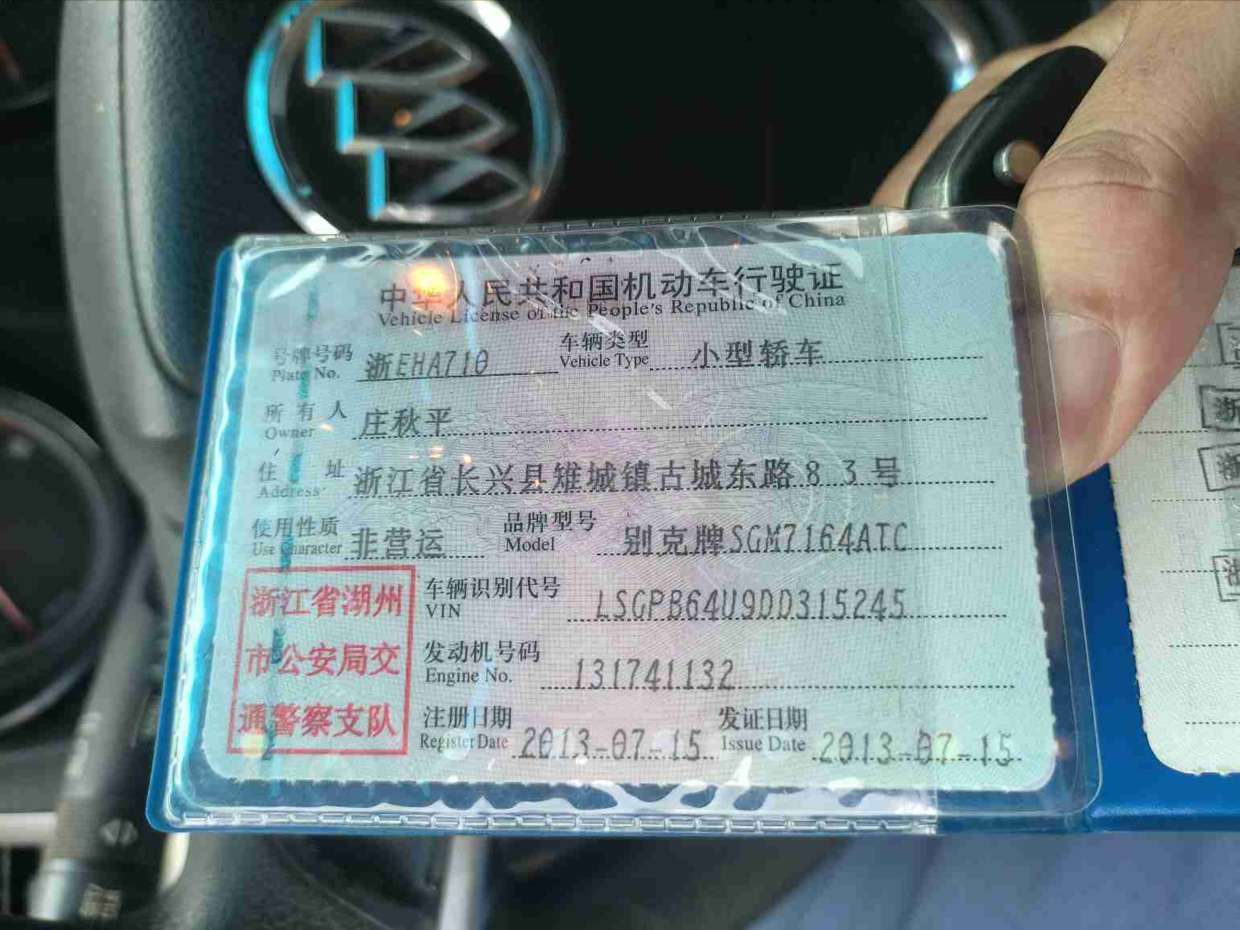 中华人民共和国机动车行驶证
Vehicle License of the People's Republic of China
号牌号码 浙EHA710 车辆类型 小型轿车
Plate No. Vehicle Type
所有人 庄秋平
Owner
住址 浙江省长兴县雉城镇古城东路83号
Address
使用性质 非营运 品牌型号 别克牌SGM7164ATC
Use Character Model
浙江省湖州
市公安局交
通警察支队
车辆识别代号 LSGPB64U9DD315245
VIN
发动机号码 131741132
Engine No.
注册日期 2013-07-15 发证日期 2013-07-15
Register Date Issue Date
浙
浙